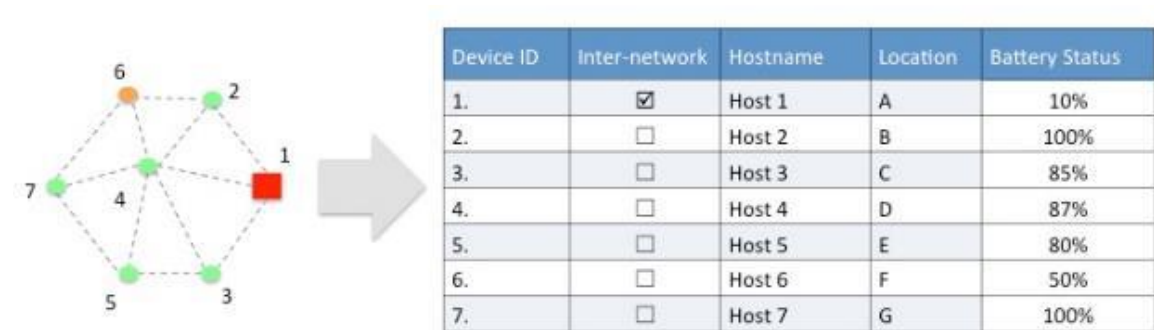 6
2
1
7
4
5
3
Device ID Inter-network Hostname Location Battery Status
1. ☑ Host 1 A 10%
2. ☐ Host 2 B 100%
3. ☐ Host 3 C 85%
4. ☐ Host 4 D 87%
5. ☐ Host 5 E 80%
6. ☐ Host 6 F 50%
7. ☐ Host 7 G 100%